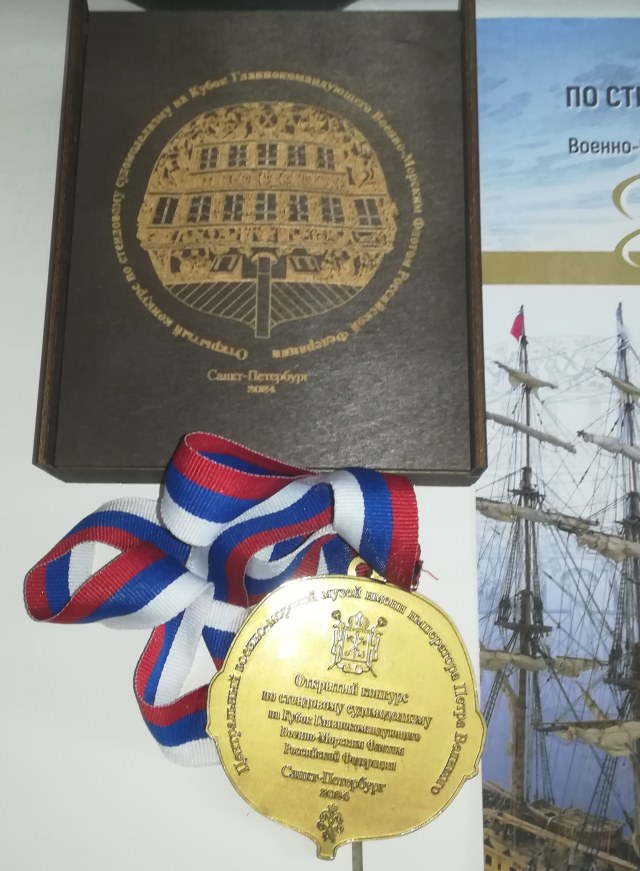 Открытый конкурс по стендовому судомоделизму на Кубок Главнокомандующего Военно-Морским Флотом Российской Федерации
Санкт-Петербург
2024
ПО СТ
Военно-
Центральный военно-морской музей имени императора Петра Великого
Открытый конкурс
по стендовому судомоделизму
на Кубок Главнокомандующего
Военно-Морским Флотом
Российской Федерации
Санкт-Петербург
2024